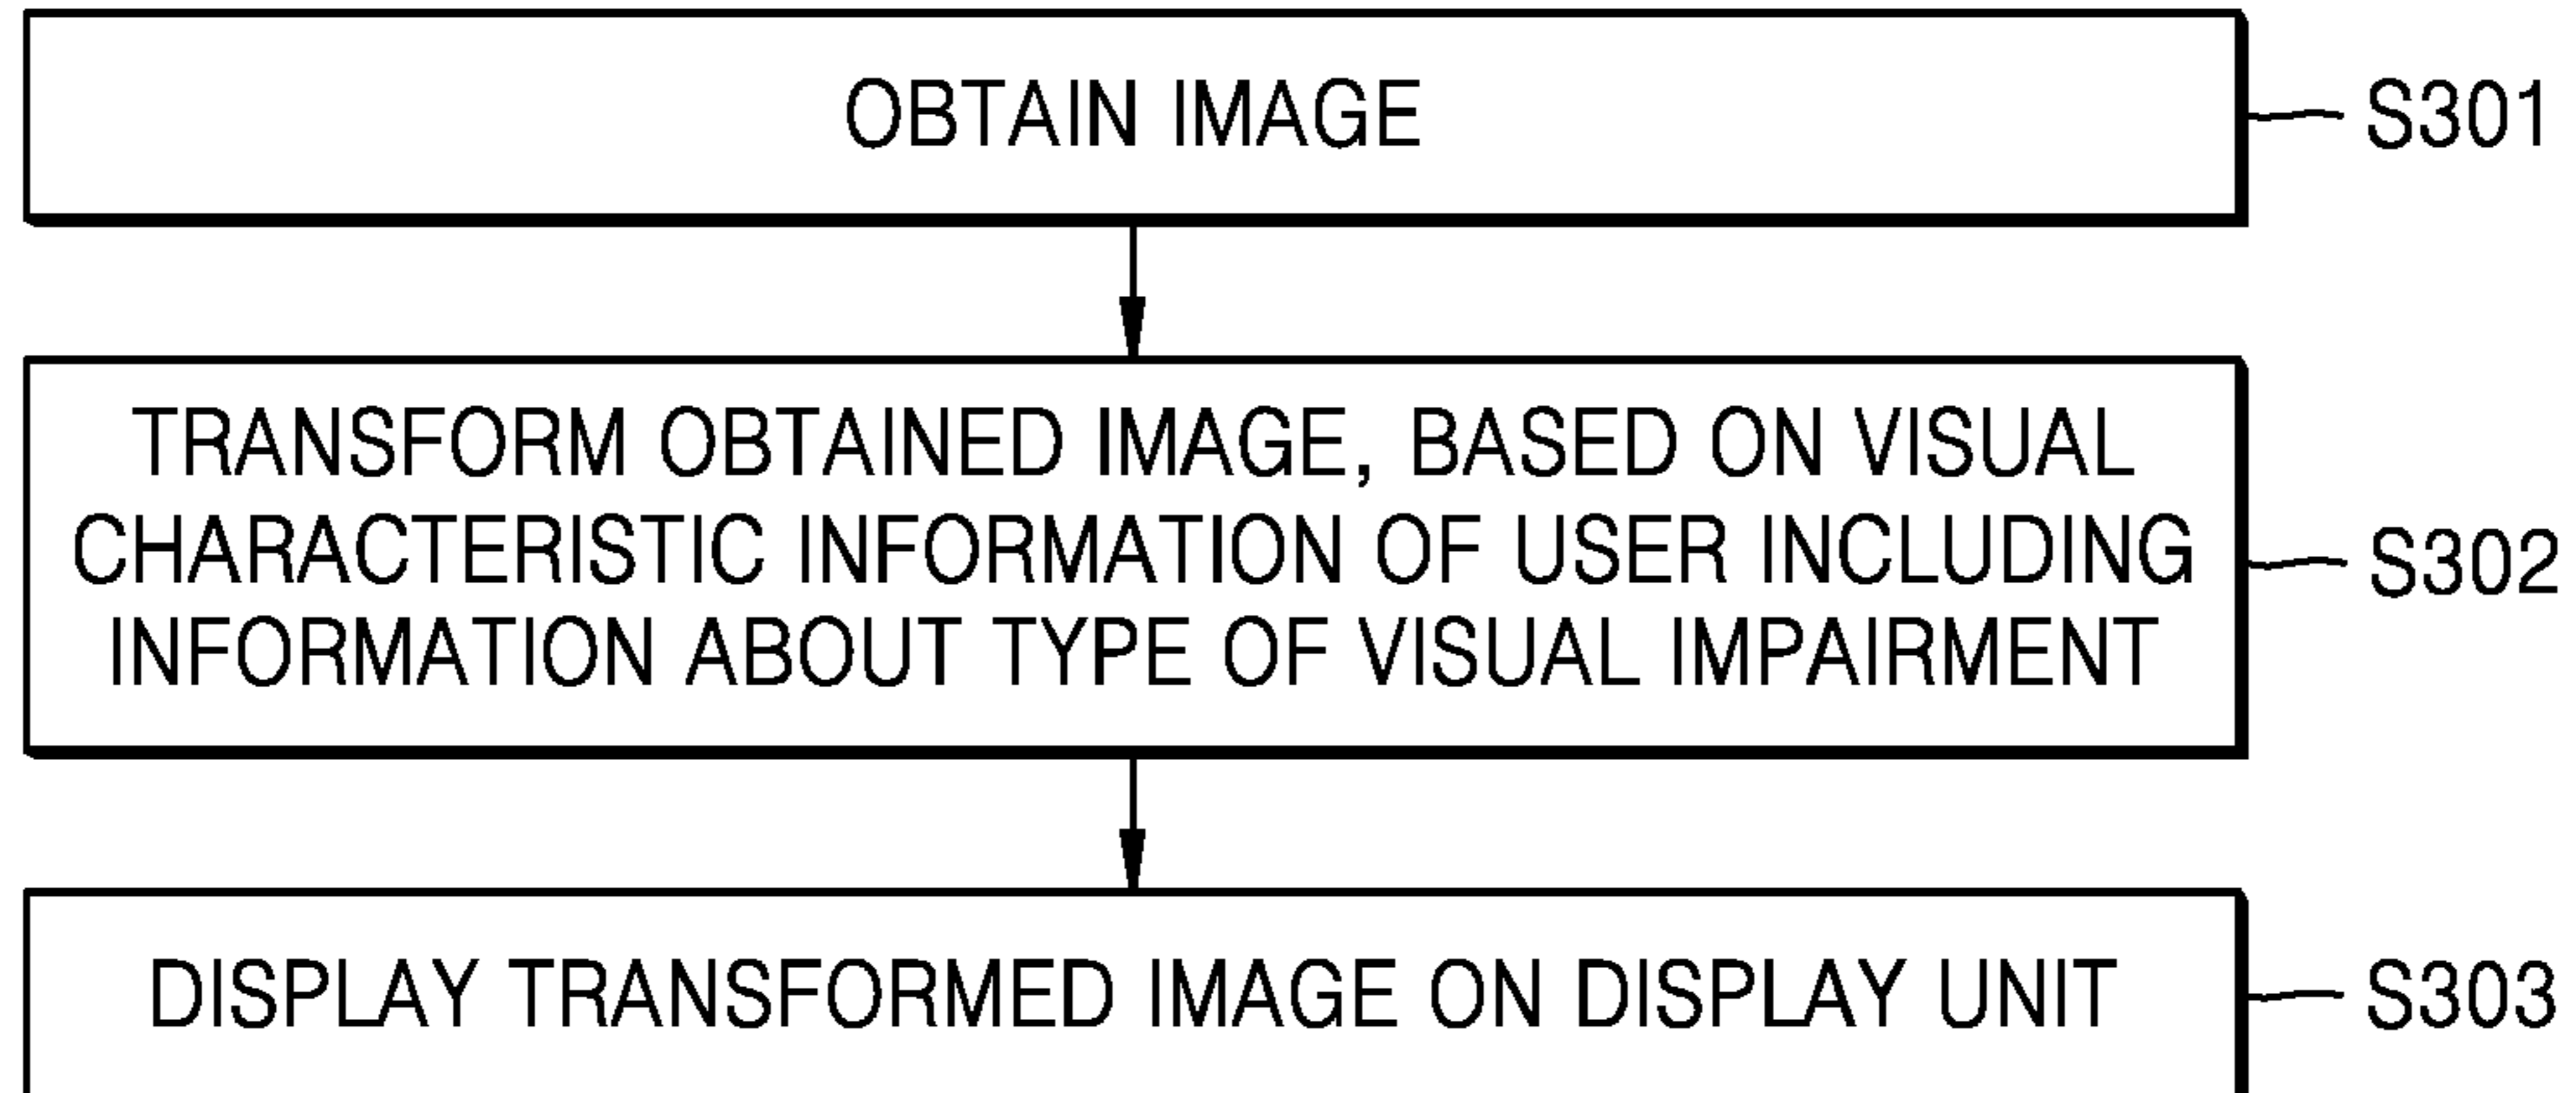 OBTAIN IMAGE
S301
TRANSFORM OBTAINED IMAGE, BASED ON VISUAL
CHARACTERISTIC INFORMATION OF USER INCLUDING
INFORMATION ABOUT TYPE OF VISUAL IMPAIRMENT
S302
DISPLAY TRANSFORMED IMAGE ON DISPLAY UNIT
S303